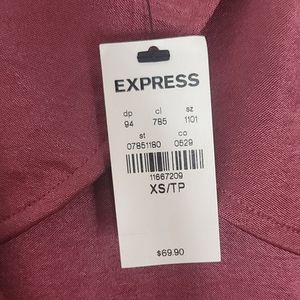 EXPRESS
dp cl sz
94 785 1101
st co
07851180 0529
11667209
XS/TP
$69.90